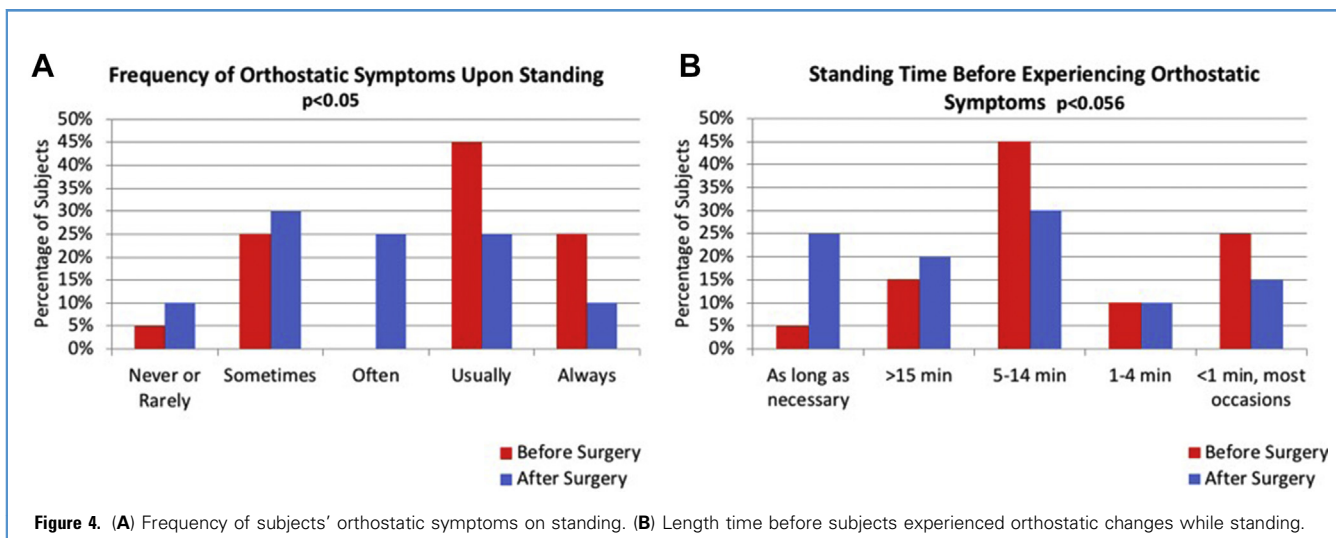 A
Frequency of Orthostatic Symptoms Upon Standing
p<0.05
Percentage of Subjects
50%
45%
40%
35%
30%
25%
20%
15%
10%
5%
0%
Never or
Rarely
Sometimes
Often
Usually
Always
Before Surgery
After Surgery
B
Standing Time Before Experiencing Orthostatic
Symptoms p<0.056
Percentage of Subjects
50%
45%
40%
35%
30%
25%
20%
15%
10%
5%
0%
As long as
necessary
>15 min
5-14 min
1-4 min
<1 min, most
occasions
Before Surgery
After Surgery
Figure 4. (A) Frequency of subjects' orthostatic symptoms on standing. (B) Length time before subjects experienced orthostatic changes while standing.